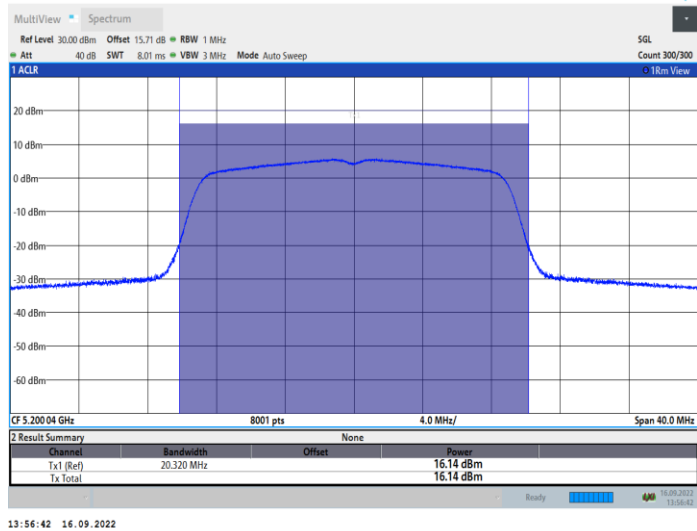 MultiView Spectrum
Ref Level 30.00 dBm Offset 15.71 dB RBW 1 MHz SGL
Att 40 dB SWT 8.01 ms VBW 3 MHz Mode Auto Sweep Count 300/300
1 ACLR 1Rm View
20 dBm
10 dBm
0 dBm
-10 dBm
-20 dBm
-30 dBm
-40 dBm
-50 dBm
-60 dBm
CF 5.200 04 GHz 8001 pts 4.0 MHz/ Span 40.0 MHz
2 Result Summary None
Channel Bandwidth Offset Power
Tx1 (Ref) 20.320 MHz 16.14 dBm
Tx Total 16.14 dBm
Ready 16.09.2022
13:56:42
13:56:42 16.09.2022